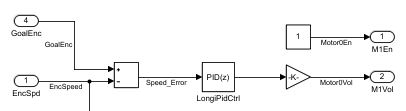 4
GoalEnc
GoalEnc
1
EncSpd
EncSpeed
+
-
Speed_Error
PID(z)
LongiPidCtrl
-K-
1
Motor0En
1
M1En
Motor0Vol
2
M1Vol